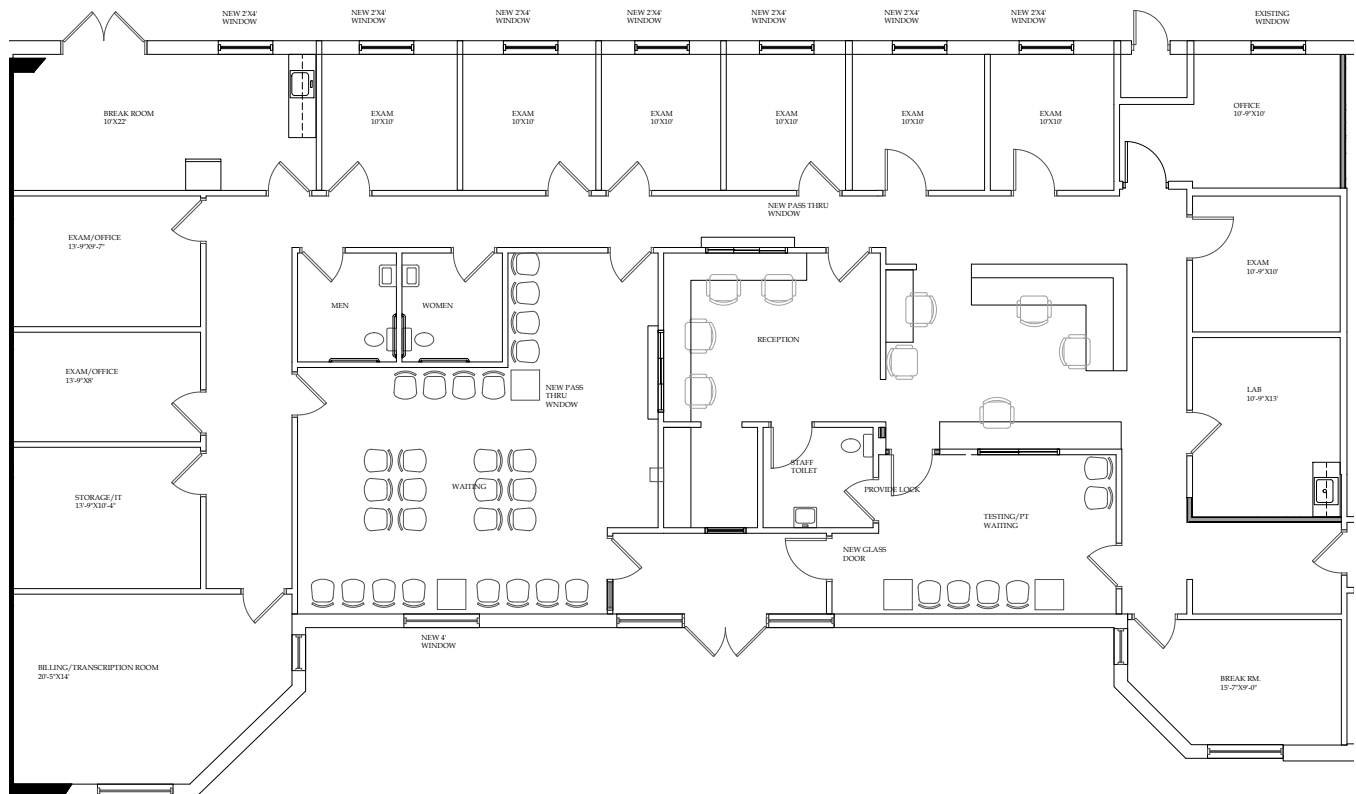 NEW 2'X4'
WINDOW
NEW 2'X4'
WINDOW
NEW 2'X4'
WINDOW
NEW 2'X4'
WINDOW
NEW 2'X4'
WINDOW
NEW 2'X4'
WINDOW
NEW 2'X4'
WINDOW
EXISTING
WINDOW
BREAK ROOM
10'X22'
EXAM
10'X10'
EXAM
10'X10'
EXAM
10'X10'
EXAM
10'X10'
EXAM
10'X10'
EXAM
10'X10'
OFFICE
10'-9"X10'
NEW PASS THRU
WNDOW
EXAM/OFFICE
13'-9"X9'-7"
EXAM
10'-9"X10'
MEN
WOMEN
RECEPTION
EXAM/OFFICE
13'-9"X8'
NEW PASS
THRU
WNDOW
LAB
10'-9"X13'
STAFF
TOILET
WAITING
PROVIDE LOCK
STORAGE/IT
13'-9"X10'-4"
TESTING/PT
WAITING
NEW GLASS
DOOR
NEW 4'
WINDOW
BILLING/TRANSCRIPTION ROOM
20'-5"X14'
BREAK RM.
15'-7"X9'-0"